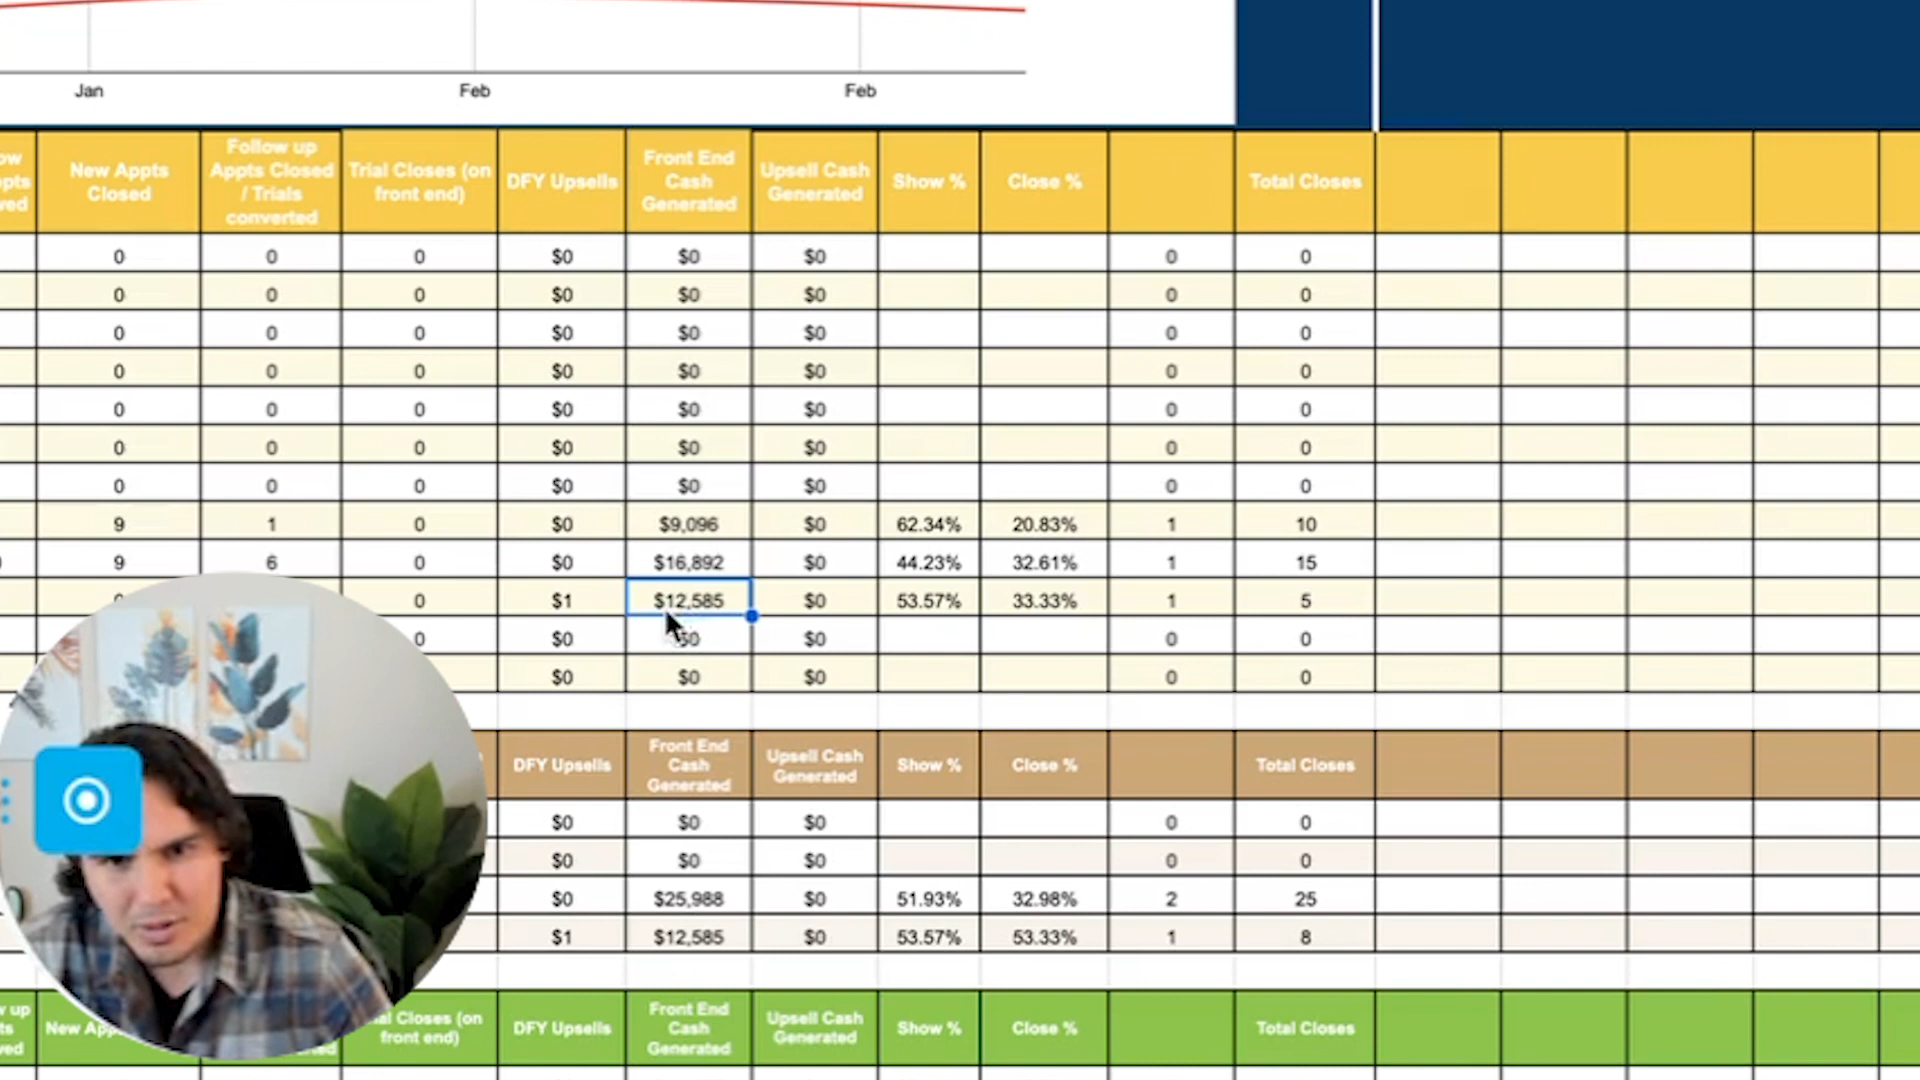 Jan Feb Feb
ow
pts
ved
New Appts
Closed
Follow up
Appts Closed
/ Trials
converted
Trial Closes (on
front end)
DFY Upsells
Front End
Cash
Generated
Upsell Cash
Generated
Show %
Close %
Total Closes
0 0 0 $0 $0 $0 0 0
0 0 0 $0 $0 $0 0 0
0 0 0 $0 $0 $0 0 0
0 0 0 $0 $0 $0 0 0
0 0 0 $0 $0 $0 0 0
0 0 0 $0 $0 $0 0 0
0 0 0 $0 $0 $0 0 0
9 1 0 $0 $9,096 $0 62.34% 20.83% 1 10
9 6 0 $0 $16,892 $0 44.23% 32.61% 1 15
0 $1 $12,585 $0 53.57% 33.33% 1 5
0 $0 $0 $0 0 0
$0 $0 $0 0 0
DFY Upsells
Front End
Cash
Generated
Upsell Cash
Generated
Show %
Close %
Total Closes
$0 $0 $0 0 0
$0 $0 $0 0 0
$0 $25,988 $0 51.93% 32.98% 2 25
$1 $12,585 $0 53.57% 53.33% 1 8
w up
ts
ved
New App
al Closes (on
front end)
DFY Upsells
Front End
Cash
Generated
Upsell Cash
Generated
Show %
Close %
Total Closes